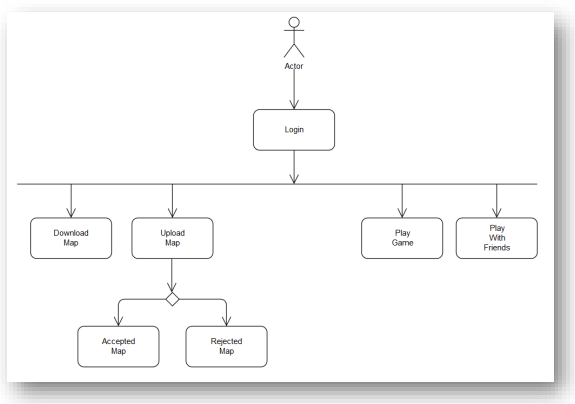 Actor
Login
Download
Map
Upload
Map
Play
Game
Play
With
Friends
Accepted
Map
Rejected
Map